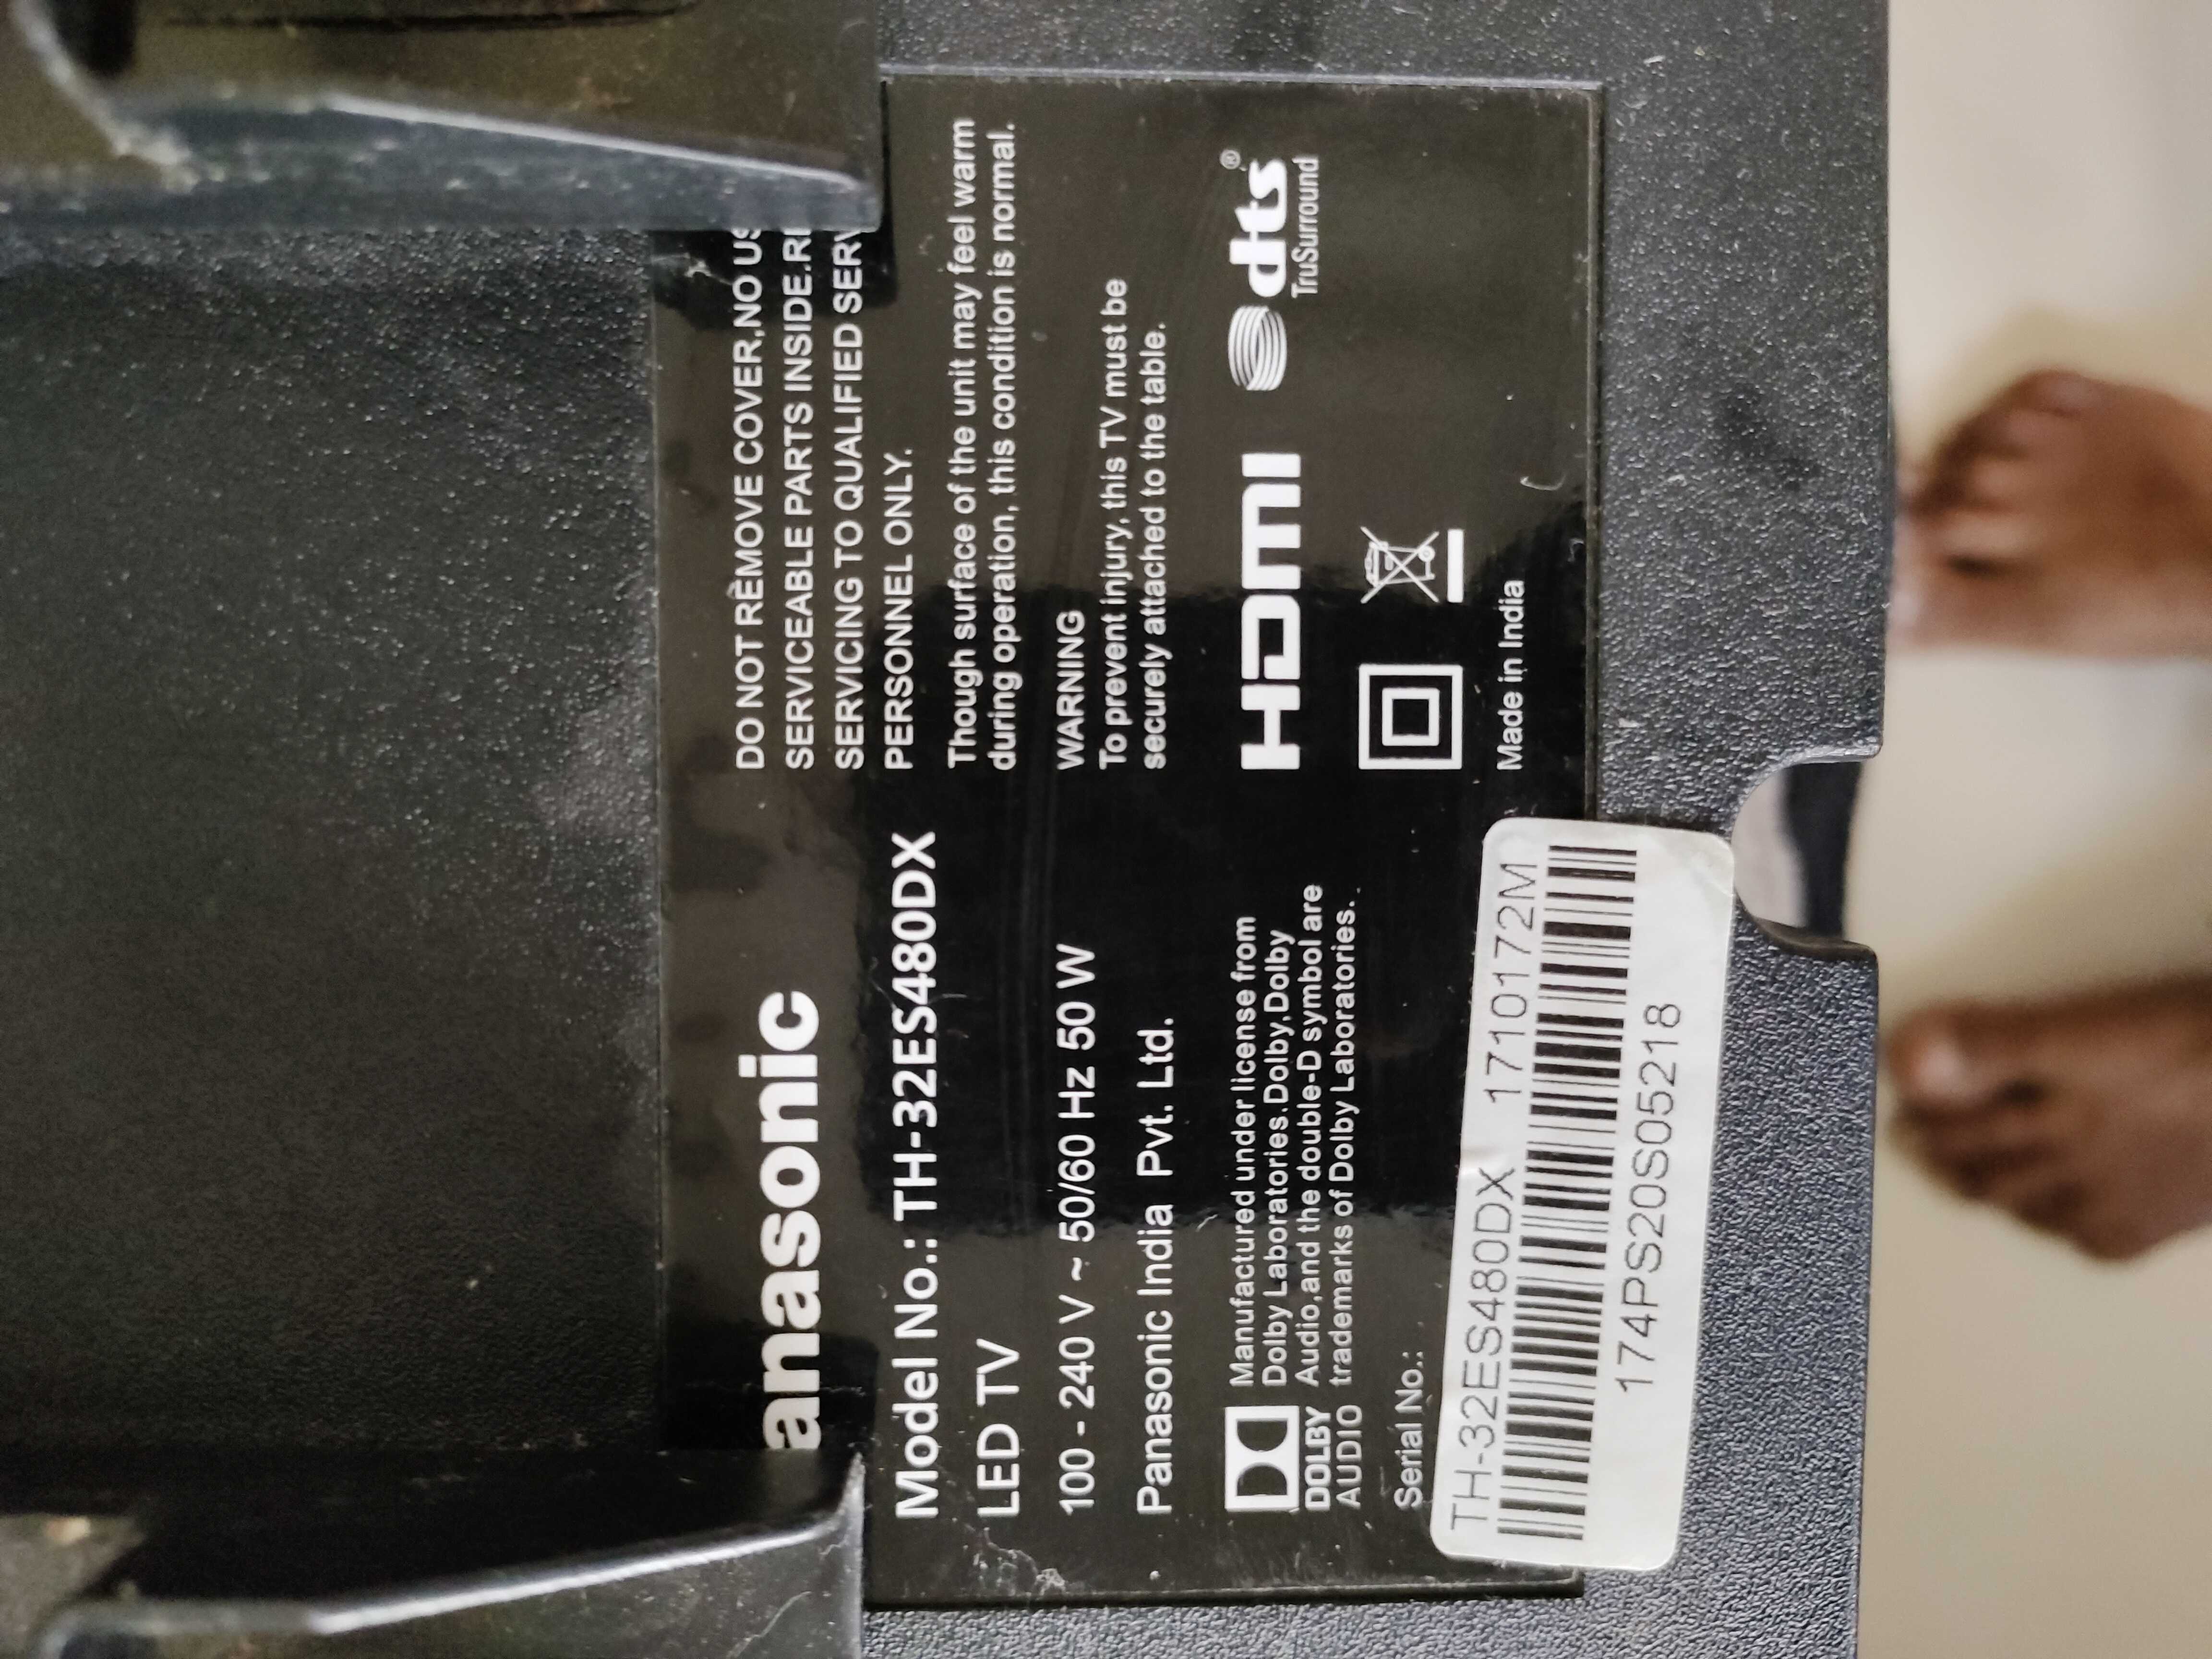 anasonic
Model No.: TH-32ES480DX
LED TV
100 - 240 V ~ 50/60 Hz 50 W
Panasonic India Pvt. Ltd.
DOLBY
AUDIO
Manufactured under license from
Dolby Laboratories.Dolby,Dolby
Audio,and the double-D symbol are
trademarks of Dolby Laboratories.
Serial No.:
TH-32ES480DX 1710172M
174PS20S05218
DO NOT REMOVE COVER,NO US
SERVICEABLE PARTS INSIDE.RE
SERVICING TO QUALIFIED SERV
PERSONNEL ONLY.
Though surface of the unit may feel warm
during operation, this condition is normal.
WARNING
To prevent injury, this TV must be
securely attached to the table.
HDMI
dts®
TruSurround
Made in India